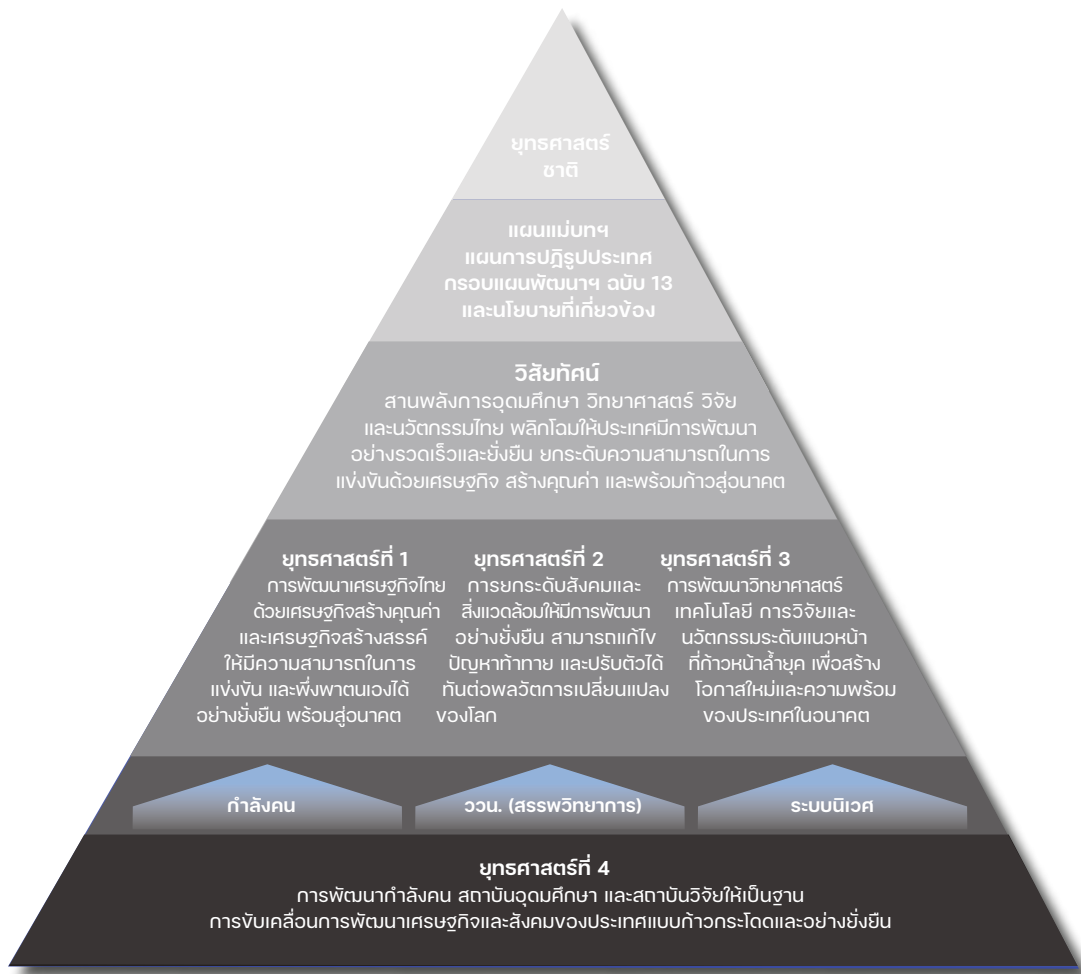 ยุทธศาสตร์
ชาติ
แผนแม่บทฯ
แผนการปฎิรูปประเทศ
กรอบแผนพัฒนาฯ ฉบับ 13
และนโยบายที่เกี่ยวข้อง
วิสัยทัศน์
สานพลังการอุดมศึกษา วิทยาศาสตร์ วิจัย
และนวัตกรรมไทย พลิกโฉมให้ประเทศมีการพัฒนา
อย่างรวดเร็วและยั่งยืน ยกระดับความสามารถในการ
แข่งขันด้วยเศรษฐกิจ สร้างคุณค่า และพร้อมก้าวสู่อนาคต
ยุทธศาสตร์ที่ 1
การพัฒนาเศรษฐกิจไทย
ด้วยเศรษฐกิจสร้างคุณค่า
และเศรษฐกิจสร้างสรรค์
ให้มีความสามารถในการ
แข่งขัน และพึ่งพาตนเองได้
อย่างยั่งยืน พร้อมสู่อนาคต
ยุทธศาสตร์ที่ 2
การยกระดับสังคมและ
สิ่งแวดล้อมให้มีการพัฒนา
อย่างยั่งยืน สามารถแก้ไข
ปัญหาท้าทาย และปรับตัวได้
ทันต่อพลวัตการเปลี่ยนแปลง
ของโลก
ยุทธศาสตร์ที่ 3
การพัฒนาวิทยาศาสตร์
เทคโนโลยี การวิจัยและ
นวัตกรรมระดับแนวหน้า
ที่ก้าวหน้าล้ำยุค เพื่อสร้าง
โอกาสใหม่และความพร้อม
ของประเทศในอนาคต
กำลังคน
ววน. (สรรพวิทยาการ)
ระบบนิเวศ
ยุทธศาสตร์ที่ 4
การพัฒนากำลังคน สถาบันอุดมศึกษา และสถาบันวิจัยให้เป็นฐาน
การขับเคลื่อนการพัฒนาเศรษฐกิจและสังคมของประเทศแบบก้าวกระโดดและอย่างยั่งยืน